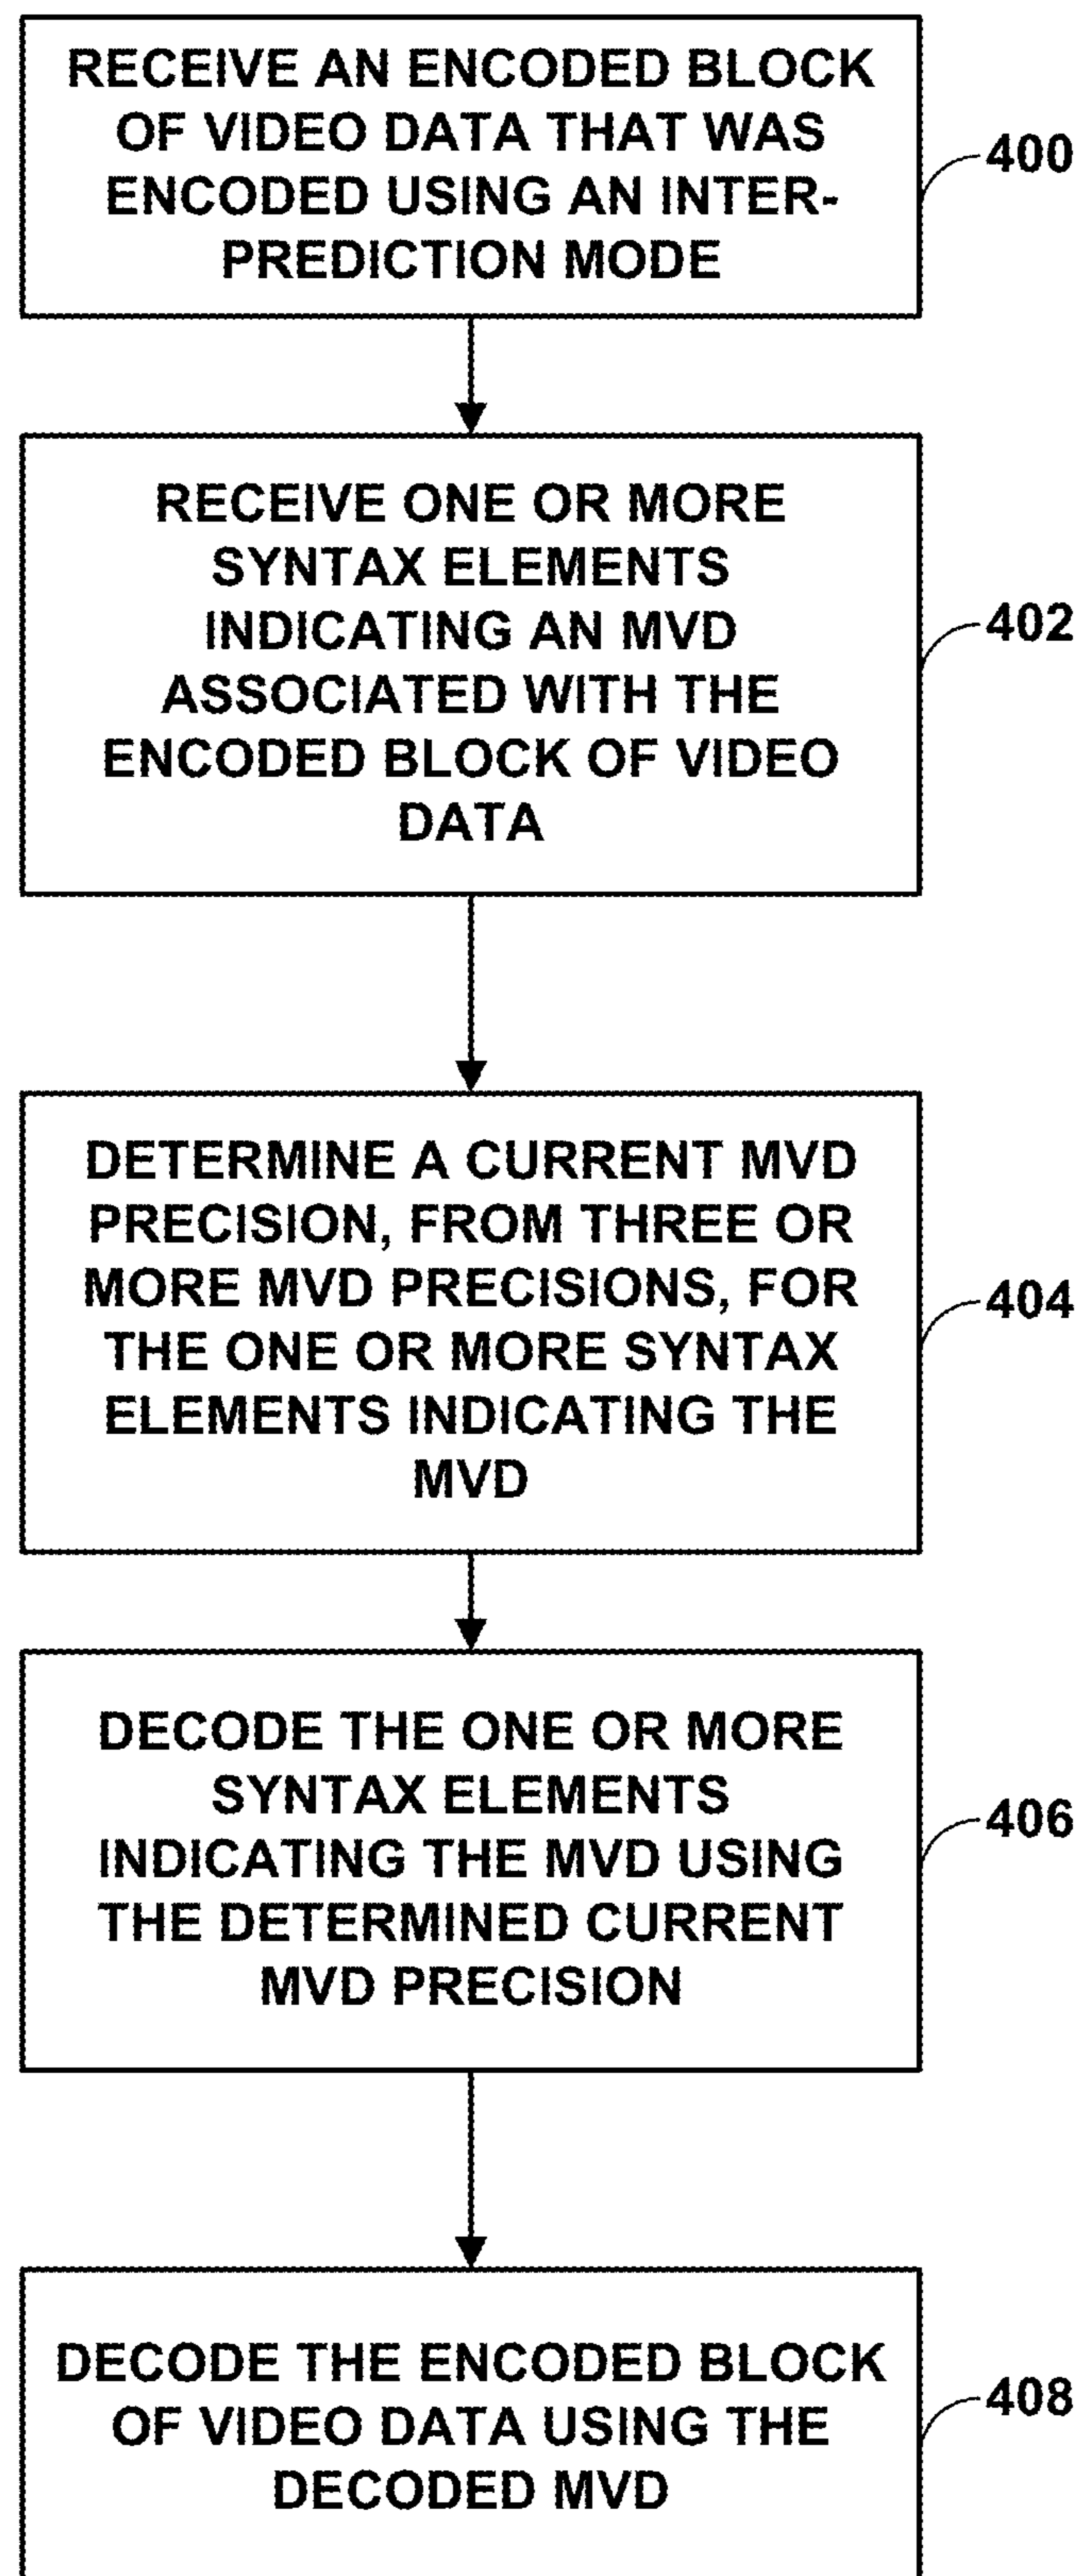 RECEIVE AN ENCODED BLOCK
OF VIDEO DATA THAT WAS
ENCODED USING AN INTER-
PREDICTION MODE
400
RECEIVE ONE OR MORE
SYNTAX ELEMENTS
INDICATING AN MVD
ASSOCIATED WITH THE
ENCODED BLOCK OF VIDEO
DATA
402
DETERMINE A CURRENT MVD
PRECISION, FROM THREE OR
MORE MVD PRECISIONS, FOR
THE ONE OR MORE SYNTAX
ELEMENTS INDICATING THE
MVD
404
DECODE THE ONE OR MORE
SYNTAX ELEMENTS
INDICATING THE MVD USING
THE DETERMINED CURRENT
MVD PRECISION
406
DECODE THE ENCODED BLOCK
OF VIDEO DATA USING THE
DECODED MVD
408